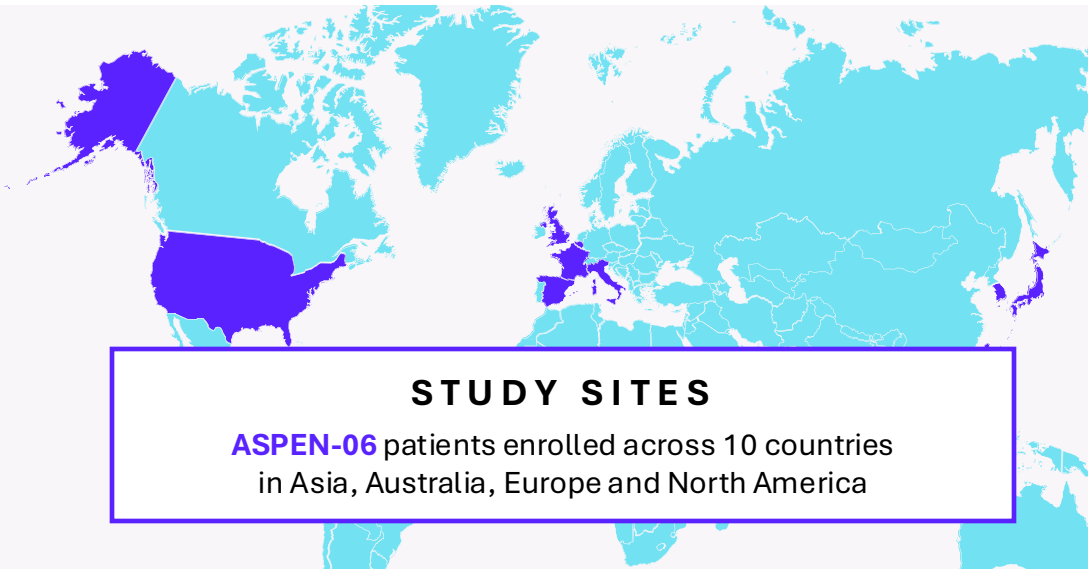 STUDY SITES
ASPEN-06 patients enrolled across 10 countries
in Asia, Australia, Europe and North America